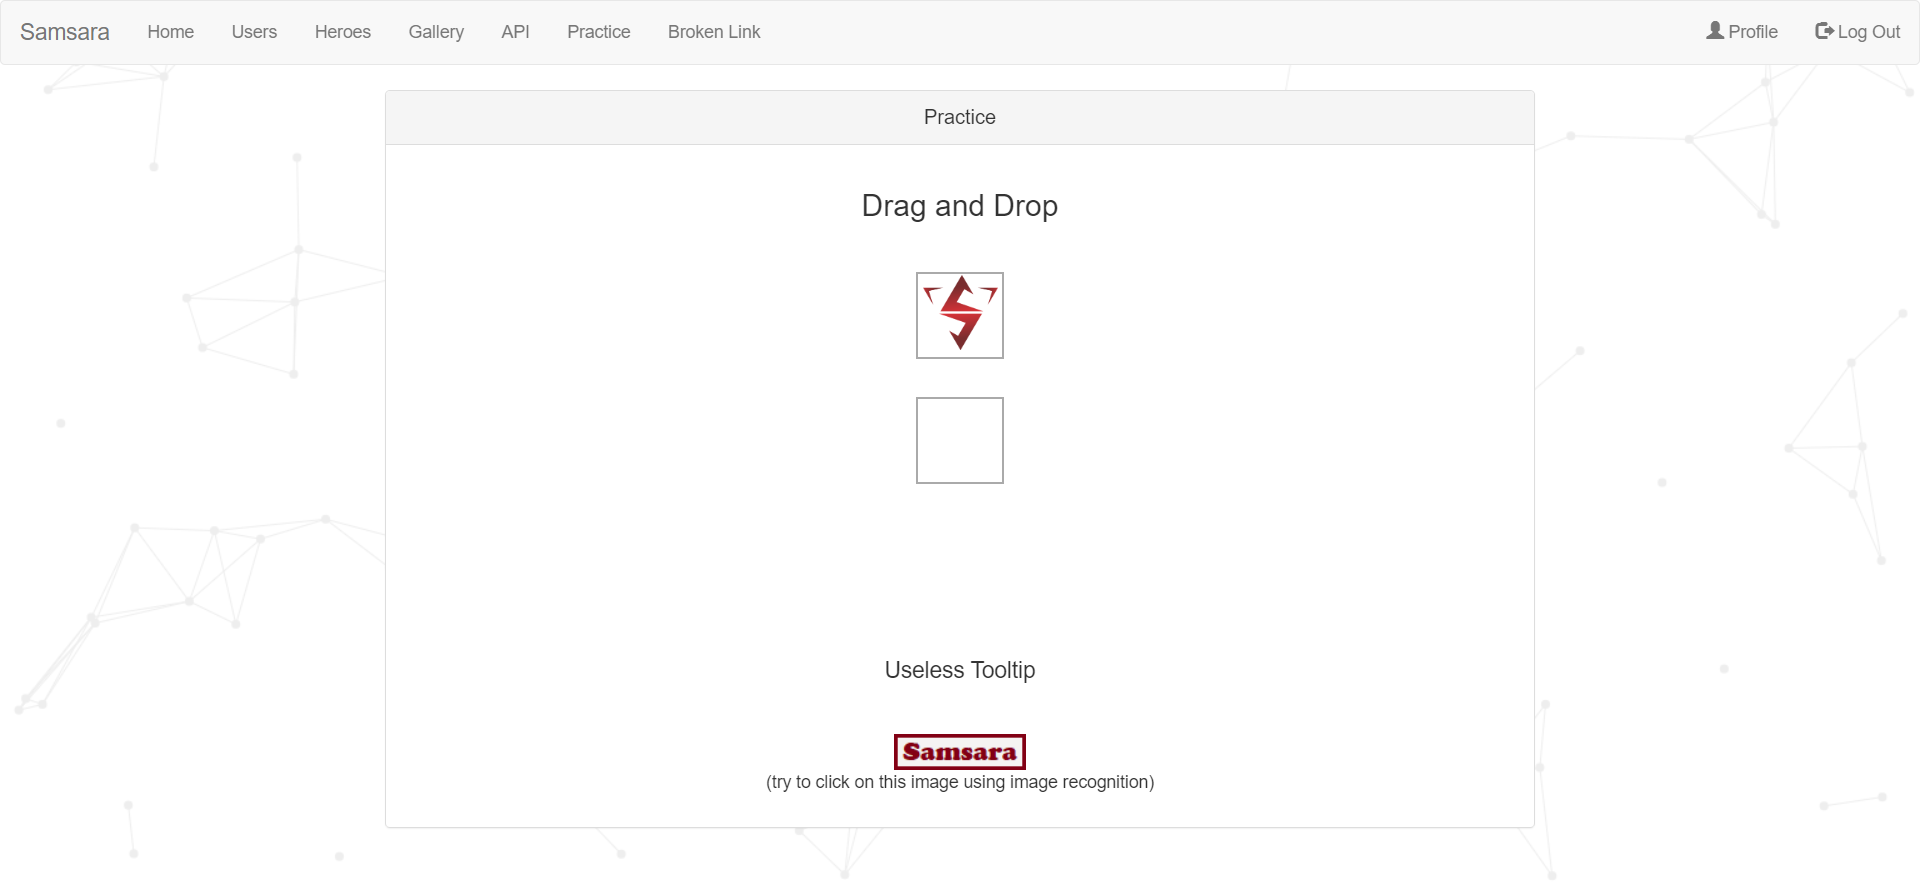 Samsara Home Users Heroes Gallery API Practice Broken Link Profile Log Out
Practice
Drag and Drop
Useless Tooltip
Samsara
(try to click on this image using image recognition)